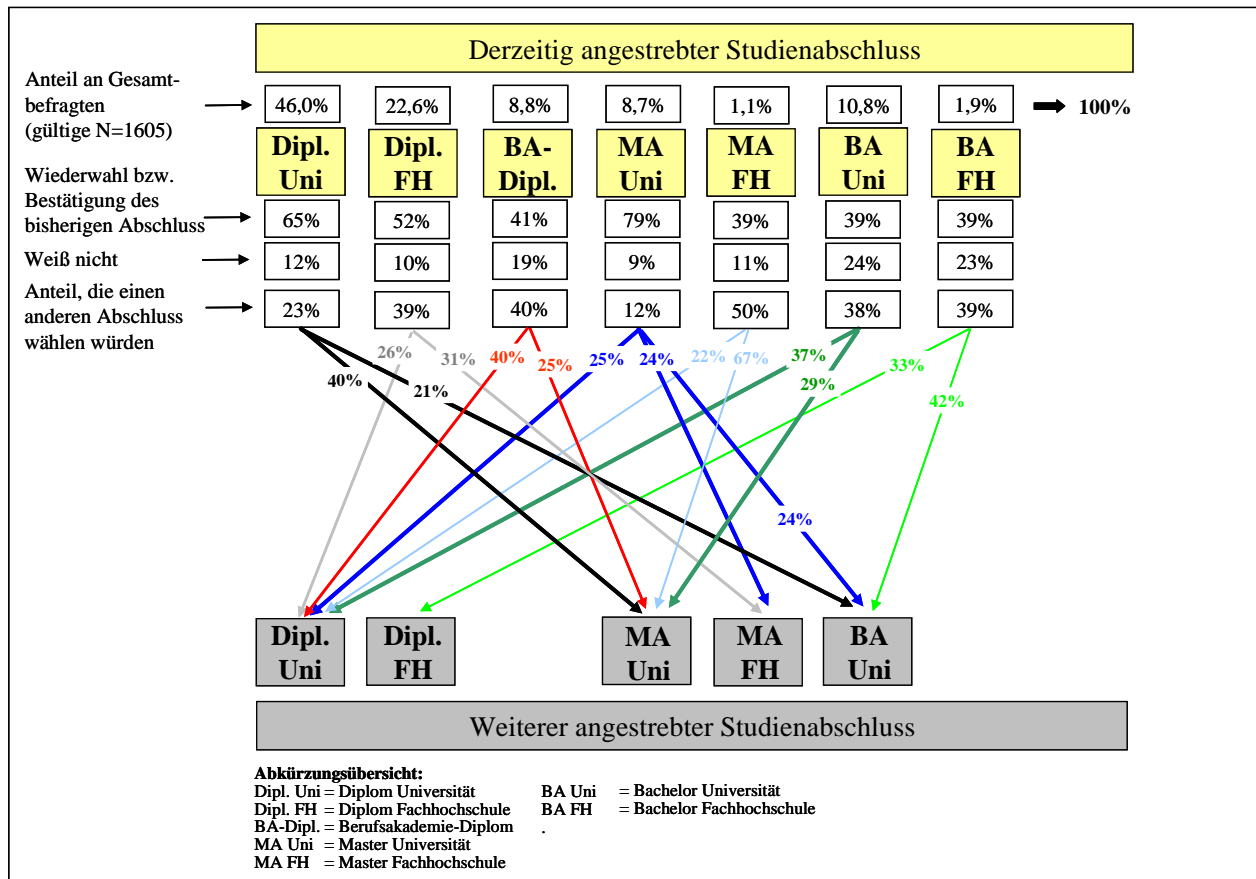 Derzeitig angestrebter Studienabschluss
Anteil an Gesamt-
befragten
(gültige N=1605)
46,0% 22,6% 8,8% 8,7% 1,1% 10,8% 1,9% 100%
Dipl. Dipl. BA- MA MA BA BA
Uni FH Dipl. Uni FH Uni FH
Wiederwahl bzw.
Bestätigung des
bisherigen Abschluss
65% 52% 41% 79% 39% 39% 39%
Weiß nicht
12% 10% 19% 9% 11% 24% 23%
Anteil, die einen
anderen Abschluss
wählen würden
23% 39% 40% 12% 50% 38% 39%
26% 31% 40% 25% 25% 24% 22% 67% 37% 33%
40% 21% 29%
42%
24%
Dipl. Dipl. MA MA BA
Uni FH Uni FH Uni
Weiterer angestrebter Studienabschluss
Abkürzungsübersicht:
Dipl. Uni = Diplom Universität BA Uni = Bachelor Universität
Dipl. FH = Diplom Fachhochschule BA FH = Bachelor Fachhochschule
BA-Dipl. = Berufsakademie-Diplom .
MA Uni = Master Universität
MA FH = Master Fachhochschule